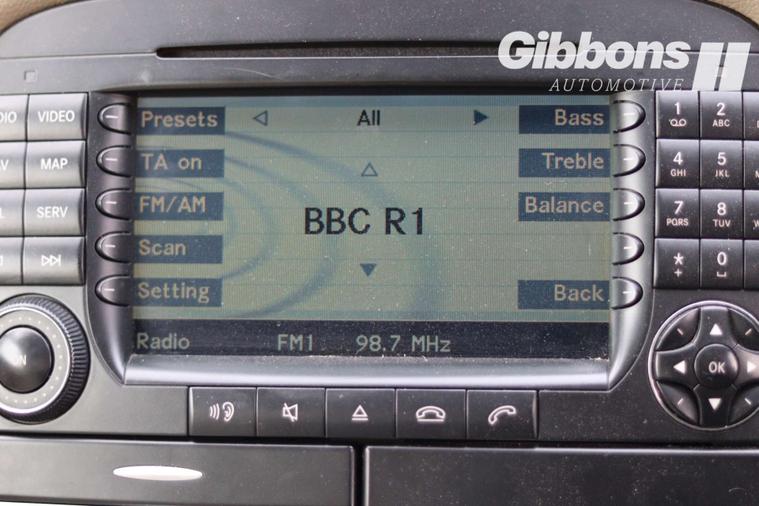 Gibbons
AUTOMOTIVE
VIDEO
MAP
SERV
Presets
TA on
FM/AM
Scan
Setting
All
BBC R1
Bass
Treble
Balance
Back
Radio FM1 98.7 MHz
1
2 ABC
4 GHI
5 JKL
7 PQRS
8 TUV
* +
0
OK